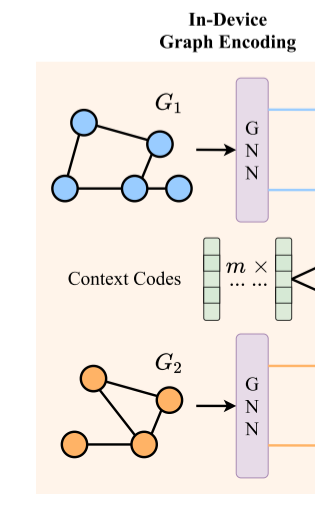 In-Device
Graph Encoding
G₁
G
N
N
m ×
... ...
Context Codes
G₂
G
N
N